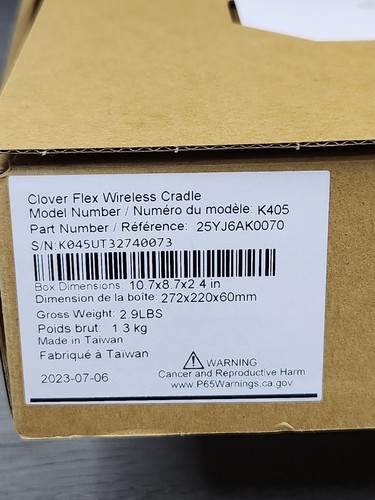 Clover Flex Wireless Cradle
Model Number / Numéro du modèle: K405
Part Number / Référence: 25YJ6AK0070
S/N:K045UT32740073
Box Dimensions: 10.7x8.7x2.4 in
Dimension de la boîte: 272x220x60mm
Gross Weight: 2.9LBS
Poids brut: 1.3 kg
Made in Taiwan
Fabriqué à Taiwan
2023-07-06
WARNING
Cancer and Reproductive Harm
www.P65Warnings.ca.gov